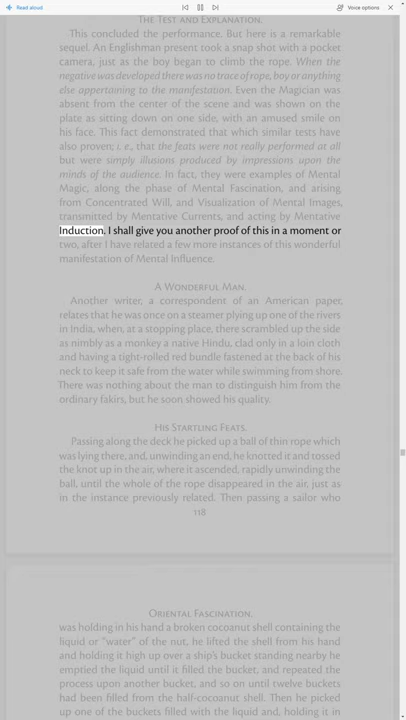 Read aloud
Voice options
THE TEST AND EXPLANATION.
This concluded the performance. But here is a remarkable
sequel. An Englishman present took a snap shot with a pocket
camera, just as the boy began to climb the rope. When the
negative was developed there was no trace of rope, boy or anything
else appertaining to the manifestation. Even the Magician was
absent from the center of the scene and was shown on the
plate as sitting down on one side, with an amused smile on
his face. This fact demonstrated that which similar tests have
also proven; i. e., that the feats were not really performed at all
but were simply illusions produced by impressions upon the
minds of the audience. In fact, they were examples of Mental
Magic, along the phase of Mental Fascination, and arising
from Concentrated Will, and Visualization of Mental Images,
transmitted by Mentative Currents, and acting by Mentative
Induction. I shall give you another proof of this in a moment or
two, after I have related a few more instances of this wonderful
manifestation of Mental Influence.
A WONDERFUL MAN.
Another writer, a correspondent of an American paper,
relates that he was once on a steamer plying up one of the rivers
in India, when, at a stopping place, there scrambled up the side
as nimbly as a monkey a native Hindu, clad only in a loin cloth
and having a tight-rolled red bundle fastened at the back of his
neck to keep it safe from the water while swimming from shore.
There was nothing about the man to distinguish him from the
ordinary fakirs, but he soon showed his quality.
HIS STARTLING FEATS.
Passing along the deck he picked up a ball of thin rope which
was lying there, and, unwinding an end, he knotted it and tossed
the knot up in the air, where it ascended, rapidly unwinding the
ball, until the whole of the rope disappeared in the air, just as
in the instance previously related. Then passing a sailor who
118
ORIENTAL FASCINATION.
was holding in his hand a broken cocoanut shell containing the
liquid or "water" of the nut, he lifted the shell from his hand
and holding it high up over a ship's bucket standing nearby he
emptied the liquid until it filled the bucket, and repeated the
process upon another bucket, and so on until twelve buckets
had been filled from the half-cocoanut shell. Then he picked
up one of the buckets filled with the liquid and, holding it in